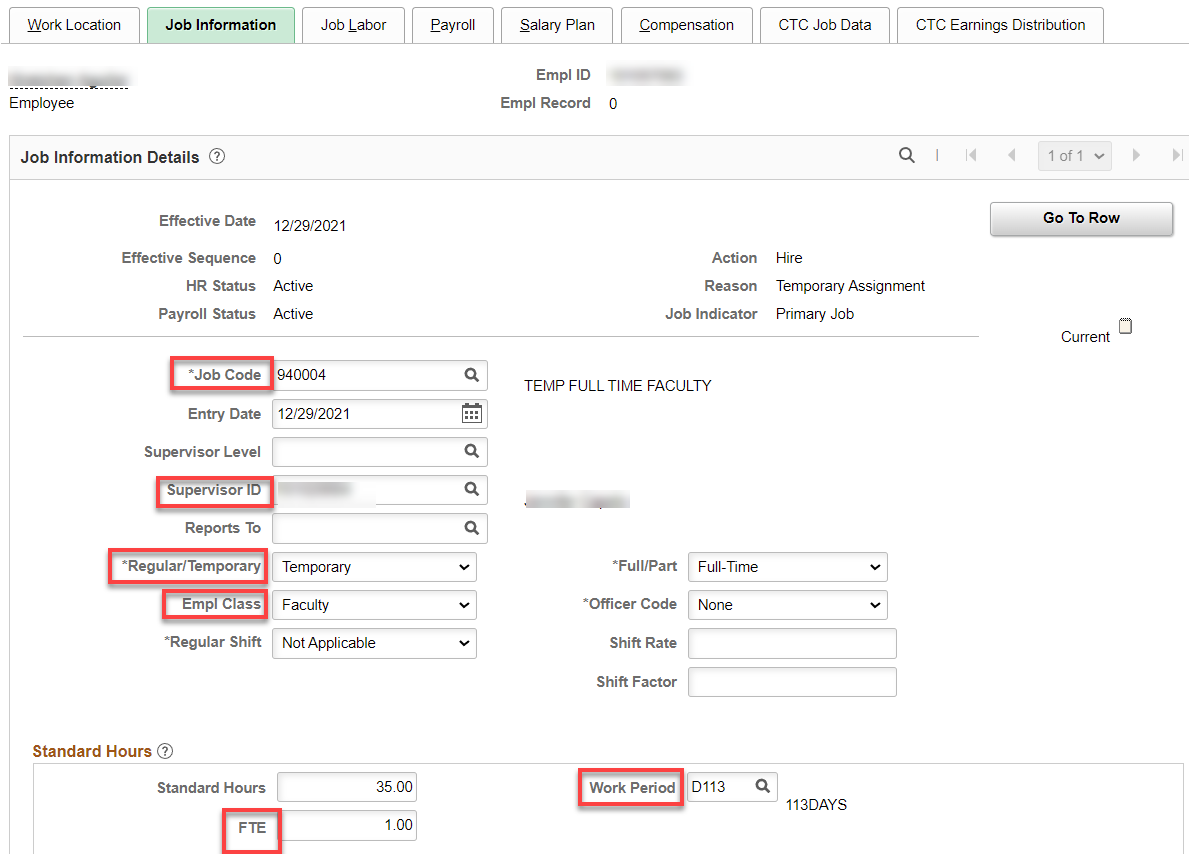 Work Location Job Information Job Labor Payroll Salary Plan Compensation CTC Job Data CTC Earnings Distribution
Empl ID
Employee Empl Record 0
Job Information Details ? 1 of 1
Effective Date 12/29/2021 Go To Row
Effective Sequence 0 Action Hire
HR Status Active Reason Temporary Assignment
Payroll Status Active Job Indicator Primary Job
Current
*Job Code 940004 TEMP FULL TIME FACULTY
Entry Date 12/29/2021
Supervisor Level
Supervisor ID
Reports To
*Regular/Temporary Temporary *Full/Part Full-Time
Empl Class Faculty *Officer Code None
*Regular Shift Not Applicable Shift Rate
Shift Factor
Standard Hours ?
Standard Hours 35.00 Work Period D113 113DAYS
FTE 1.00